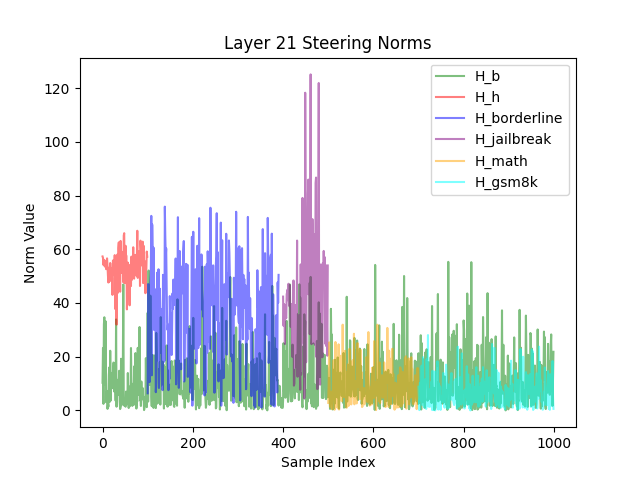 Layer 21 Steering Norms
H_b
H_h
H_borderline
H_jailbreak
H_math
H_gsm8k
Norm Value
120
100
80
60
40
20
0
0 200 400 600 800 1000
Sample Index